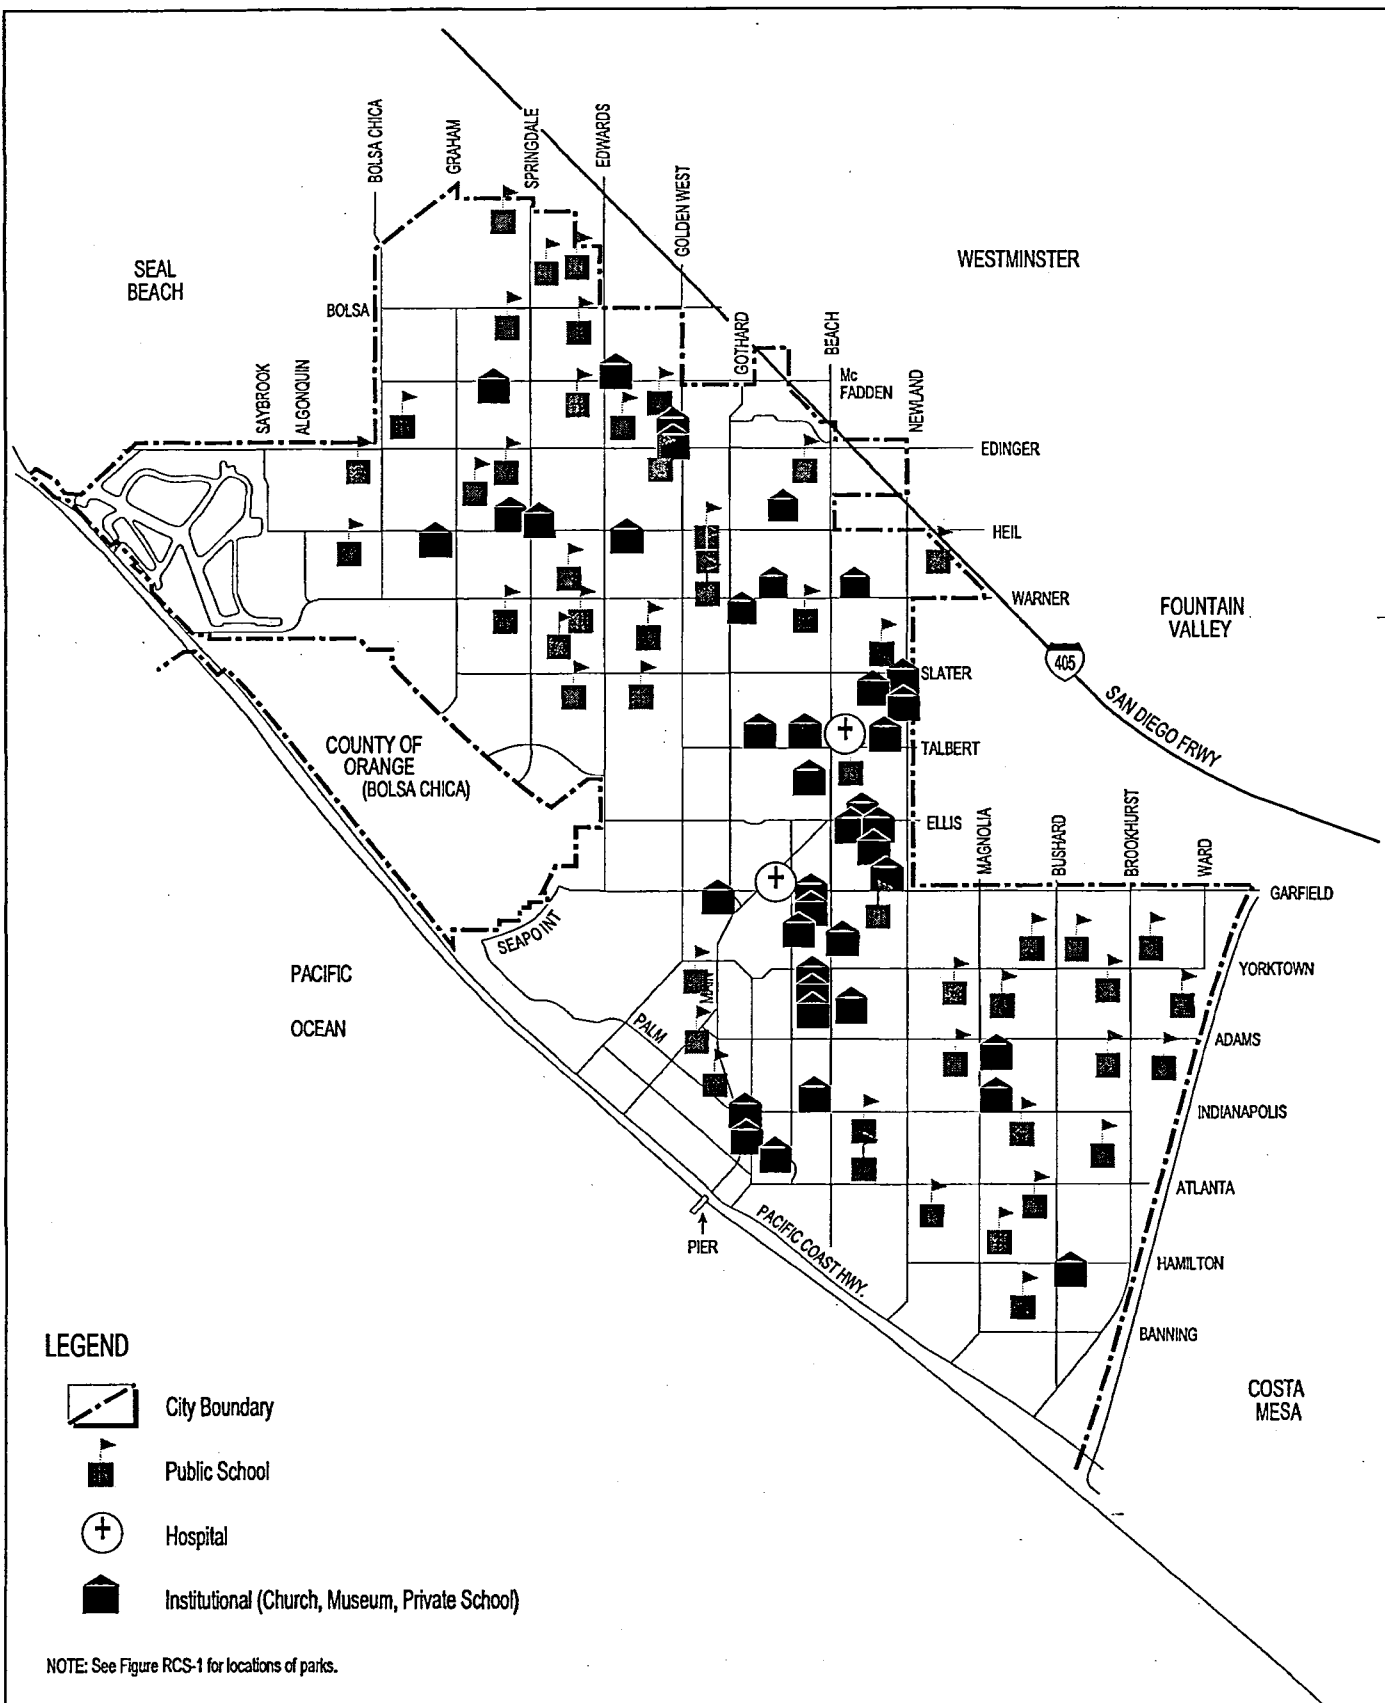 BOLSA CHICA
GRAHAM
SPRINGDALE
EDWARDS
GOLDEN WEST
SEAL
BEACH
WESTMINSTER
BOLSA
GOTHARD
BEACH
Mc
FADDEN
NEWLAND
SAYBROOK
ALGONQUIN
EDINGER
HEIL
WARNER
FOUNTAIN
VALLEY
405
SLATER
SAN DIEGO FRWY
COUNTY OF
ORANGE
(BOLSA CHICA)
TALBERT
ELLIS
MAGNOLIA
BUSHARD
BROOKHURST
WARD
GARFIELD
SEAPOINT
YORKTOWN
PACIFIC
OCEAN
MAIN
PALM
ADAMS
INDIANAPOLIS
ATLANTA
PACIFIC COAST HWY.
PIER
HAMILTON
BANNING
COSTA
MESA
LEGEND
City Boundary
Public School
Hospital
Institutional (Church, Museum, Private School)
NOTE: See Figure RCS-1 for locations of parks.